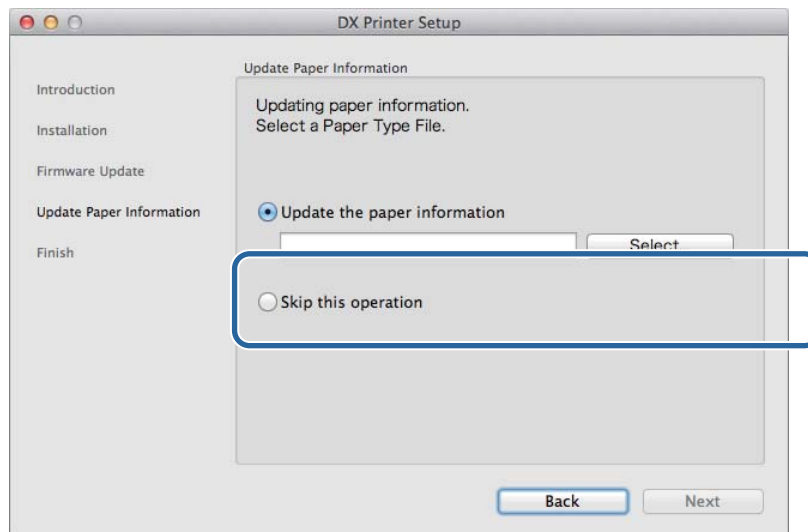 DX Printer Setup
Update Paper Information
Introduction
Installation
Firmware Update
Update Paper Information
Finish
Updating paper information.
Select a Paper Type File.
Update the paper information
Select...
Skip this operation
Back
Next